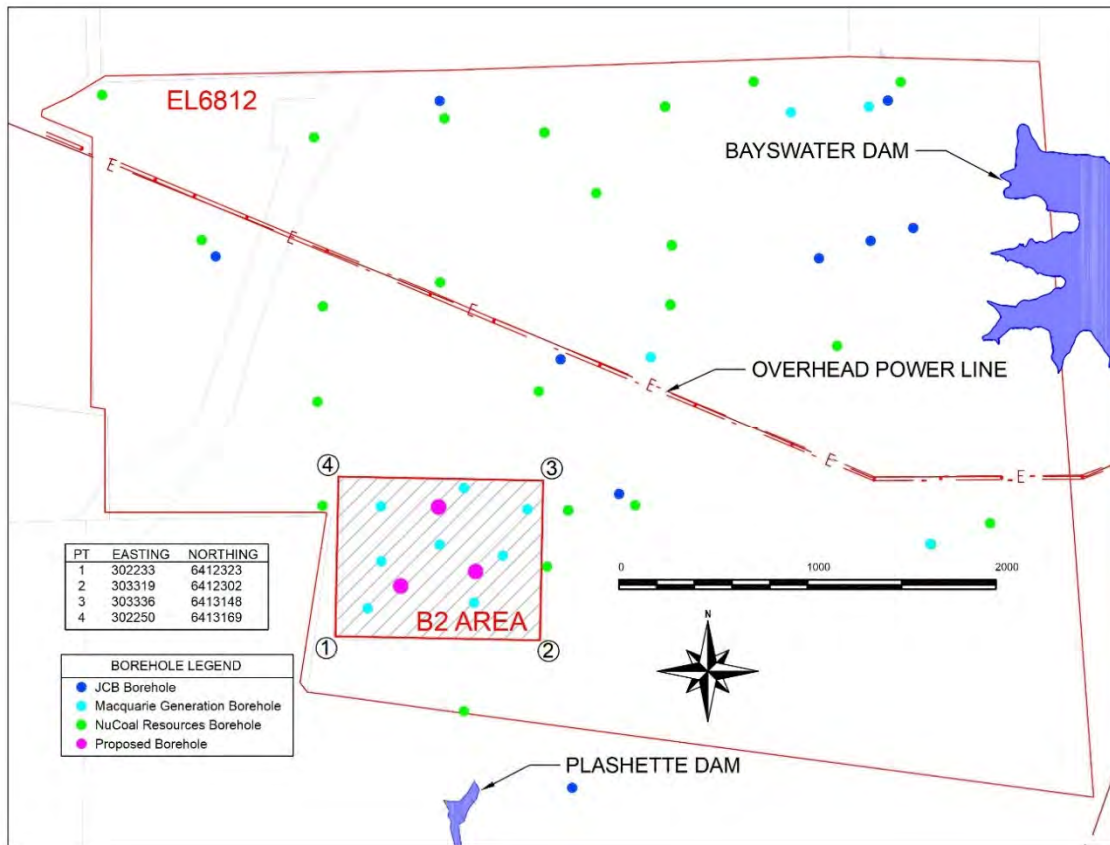 EL6812
BAYSWATER DAM
E
E
E
E-
OVERHEAD POWER LINE
E
E-
4
3
PT EASTING NORTHING
1 302233 6412323
2 303319 6412302
3 303336 6413148
4 302250 6413169
0 1000 2000
B2 AREA
1
2
N
BOREHOLE LEGEND
JCB Borehole
Macquarie Generation Borehole
NuCoal Resources Borehole
Proposed Borehole
PLASHETTE DAM